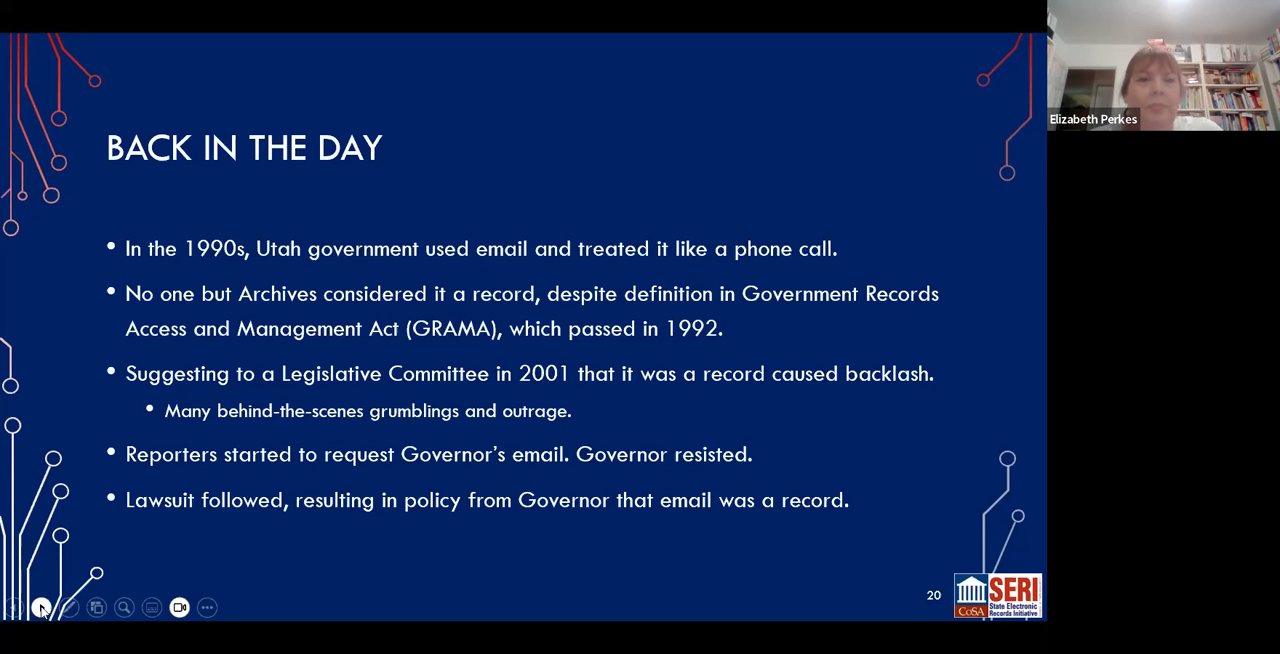 BACK IN THE DAY
• In the 1990s, Utah government used email and treated it like a phone call.
• No one but Archives considered it a record, despite definition in Government Records
Access and Management Act (GRAMA), which passed in 1992.
• Suggesting to a Legislative Committee in 2001 that it was a record caused backlash.
• Many behind-the-scenes grumblings and outrage.
• Reporters started to request Governor’s email. Governor resisted.
• Lawsuit followed, resulting in policy from Governor that email was a record.
20
CoSA
SERI
State Electronic
Records Initiative
Elizabeth Perkes